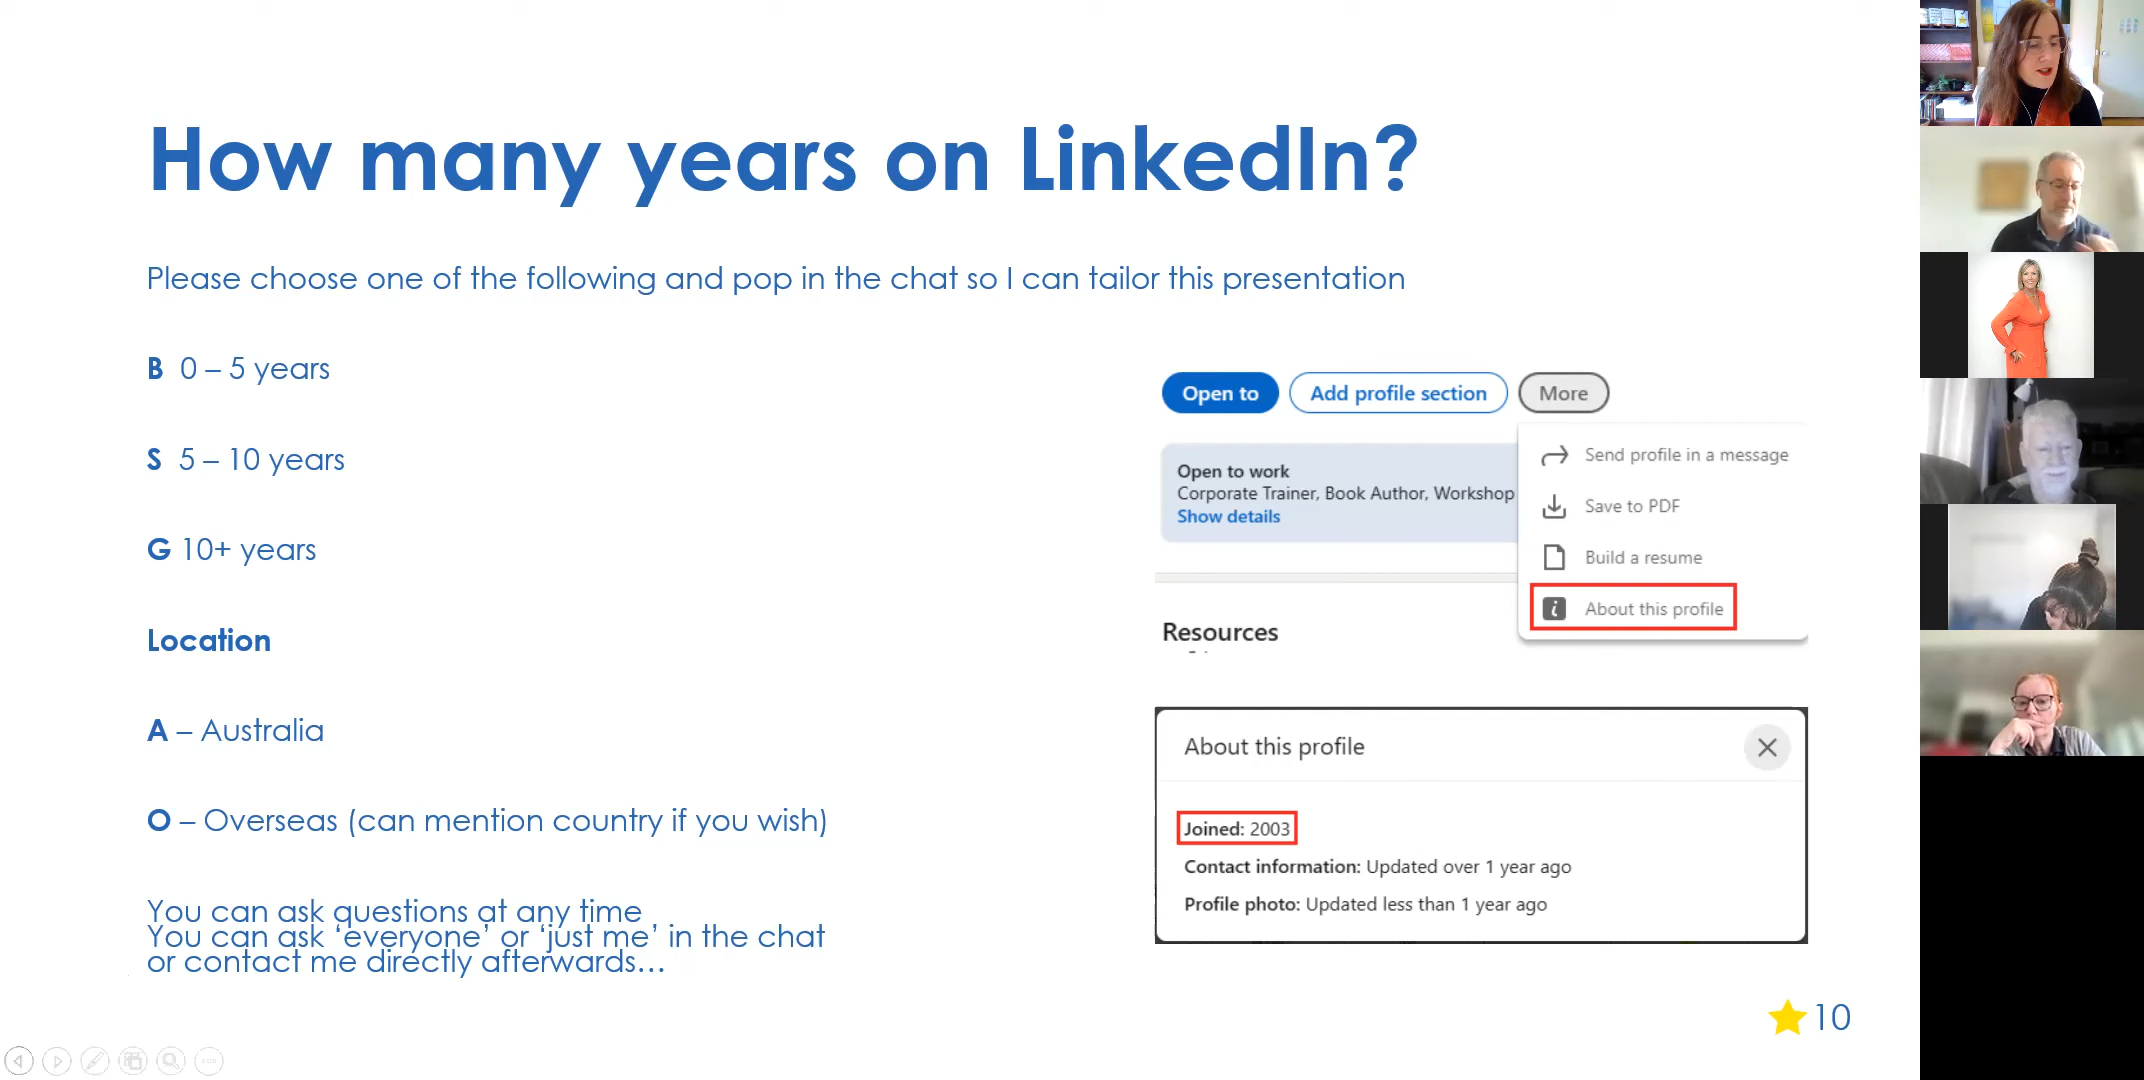 How many years on LinkedIn?
Please choose one of the following and pop in the chat so I can tailor this presentation
B 0 – 5 years
S 5 – 10 years
G 10+ years
Location
A – Australia
O – Overseas (can mention country if you wish)
You can ask questions at any time
You can ask ‘everyone’ or ‘just me’ in the chat
or contact me directly afterwards…
Open to
Add profile section
More
Open to work
Corporate Trainer, Book Author, Workshop
Show details
Send profile in a message
Save to PDF
Build a resume
About this profile
Resources
About this profile
Joined: 2003
Contact information: Updated over 1 year ago
Profile photo: Updated less than 1 year ago
10